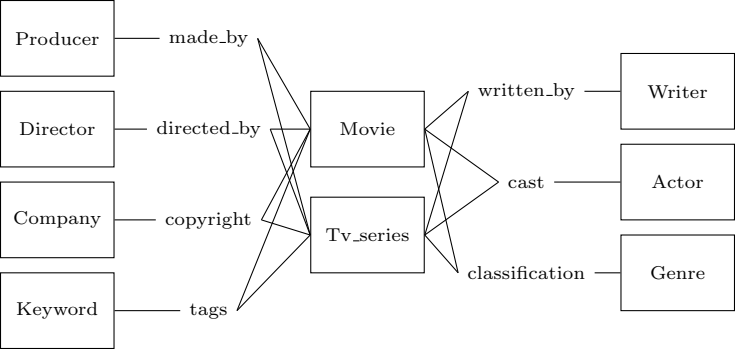 Producer
made_by
Director
directed_by
Company
copyright
Keyword
tags
Movie
Tv_series
written_by
Writer
cast
Actor
classification
Genre